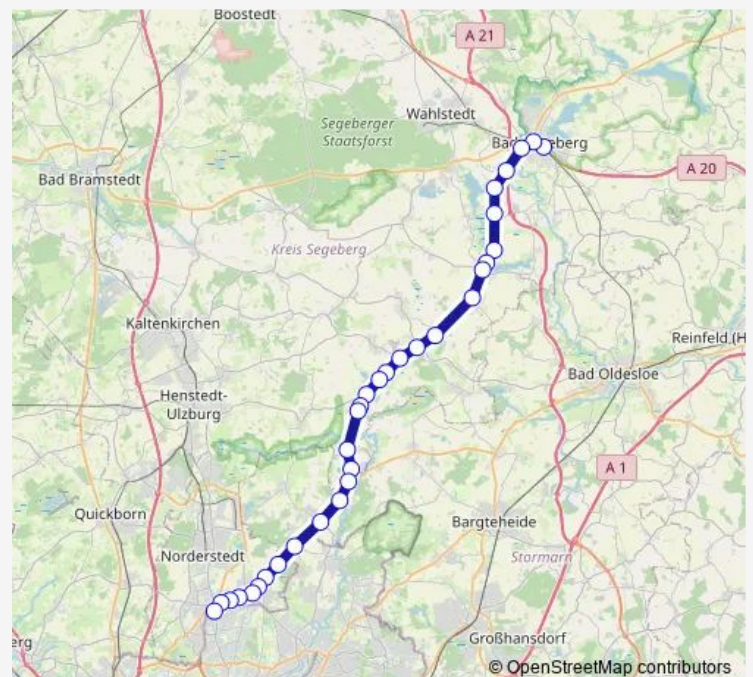 Boostedt
A 21
Wahlstedt
Segeberger
Staatsforst
A 20
Bad Bramstedt
Kreis Segeberg
Kaltenkirchen
Reinfeld (H
Bad Oldesloe
Henstedt-
Ulzburg
A 1
Quickborn
Bargteheide
Norderstedt
Stormarn
Großhansdorf
© OpenStreetMap contributors